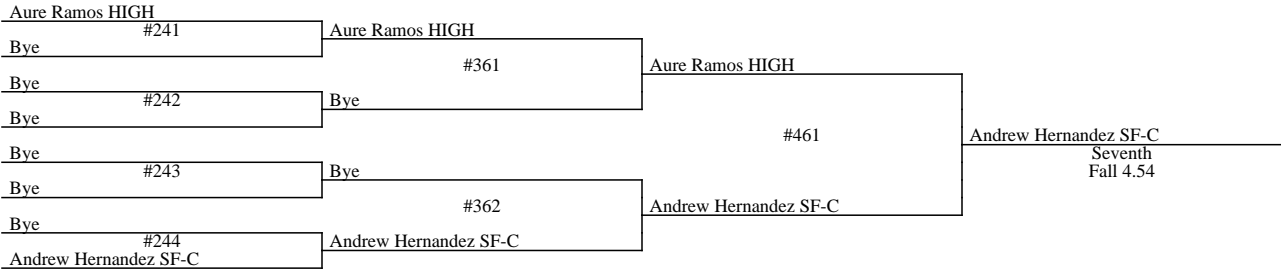 Aure Ramos HIGH
#241
Bye
Bye
#242
Bye
Bye
#243
Bye
Bye
#244
Andrew Hernandez SF-C
Aure Ramos HIGH
#361
Bye
Bye
#362
Andrew Hernandez SF-C
Aure Ramos HIGH
#461
Andrew Hernandez SF-C
Andrew Hernandez SF-C
Seventh
Fall 4.54